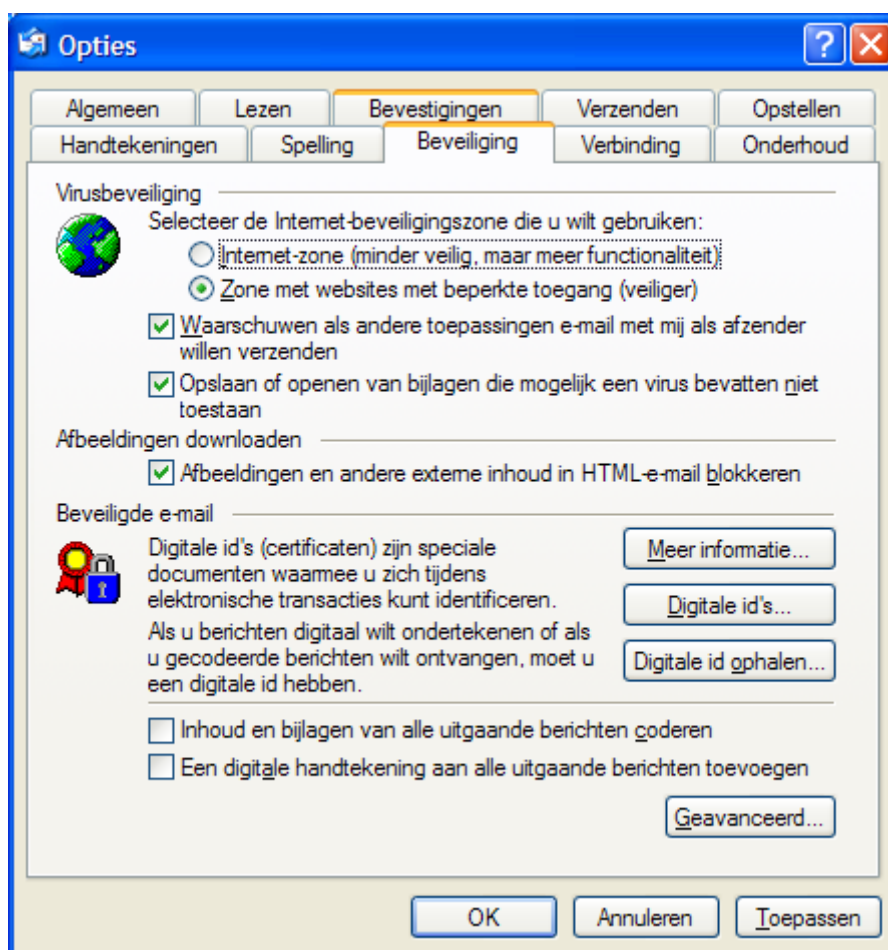 Opties
Algemeen Lezen Bevestigingen Verzenden Opstellen
Handtekeningen Spelling Beveiliging Verbinding Onderhoud
Virusbeveiliging
Selecteer de Internet-beveiligingszone die u wilt gebruiken:
Internet-zone (minder veilig, maar meer functionaliteit)
Zone met websites met beperkte toegang (veiliger)
Waarschuwen als andere toepassingen e-mail met mij als afzender
willen verzenden
Opslaan of openen van bijlagen die mogelijk een virus bevatten niet
toestaan
Afbeeldingen downloaden
Afbeeldingen en andere externe inhoud in HTML-e-mail blokkeren
Beveiligde e-mail
Digitale id's (certificaten) zijn speciale
documenten waarmee u zich tijdens
elektronische transacties kunt identificeren.
Als u berichten digitaal wilt ondertekenen of als
u gecodeerde berichten wilt ontvangen, moet u
een digitale id hebben.
Meer informatie...
Digitale id's...
Digitale id ophalen...
Inhoud en bijlagen van alle uitgaande berichten coderen
Een digitale handtekening aan alle uitgaande berichten toevoegen
Geavanceerd...
OK Annuleren Toepassen